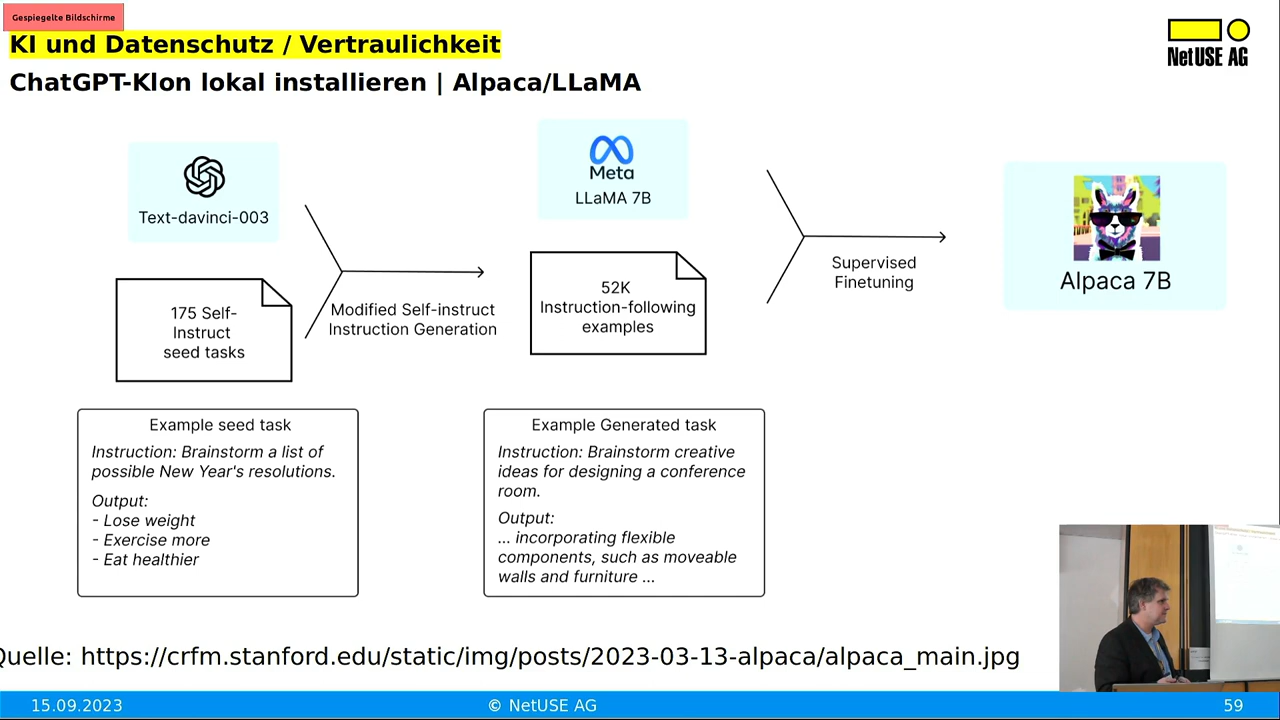 Gespiegelte Bildschirme
KI und Datenschutz / Vertraulichkeit
NetUSE AG
ChatGPT-Klon lokal installieren | Alpaca/LLaMA
Text-davinci-003
175 Self-
Instruct
seed tasks
Modified Self-instruct
Instruction Generation
Meta
LLaMA 7B
52K
Instruction-following
examples
Supervised
Finetuning
Alpaca 7B
Example seed task
Instruction: Brainstorm a list of
possible New Year's resolutions.
Output:
- Lose weight
- Exercise more
- Eat healthier
Example Generated task
Instruction: Brainstorm creative
ideas for designing a conference
room.
Output:
... incorporating flexible
components, such as moveable
walls and furniture ...
Quelle: https://crfm.stanford.edu/static/img/posts/2023-03-13-alpaca/alpaca_main.jpg
15.09.2023
© NetUSE AG
59